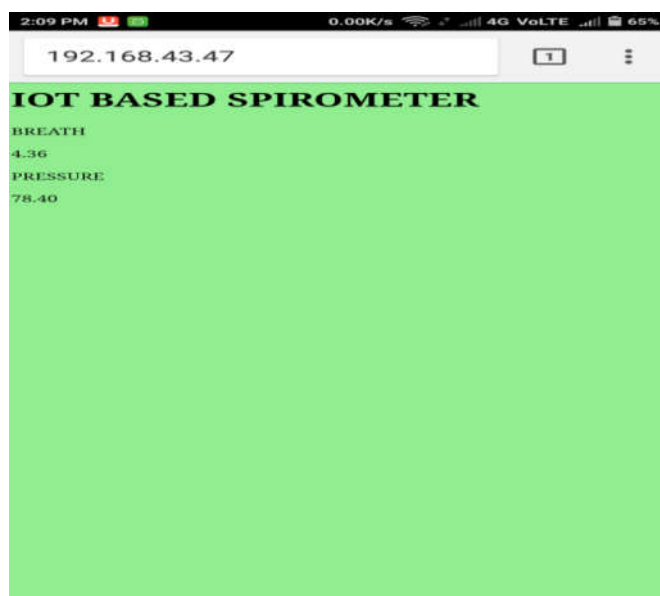 2:09 PM 0.00K/s 4G VoLTE 65%
192.168.43.47 1
IOT BASED SPIROMETER
BREATH
4.36
PRESSURE
78.40